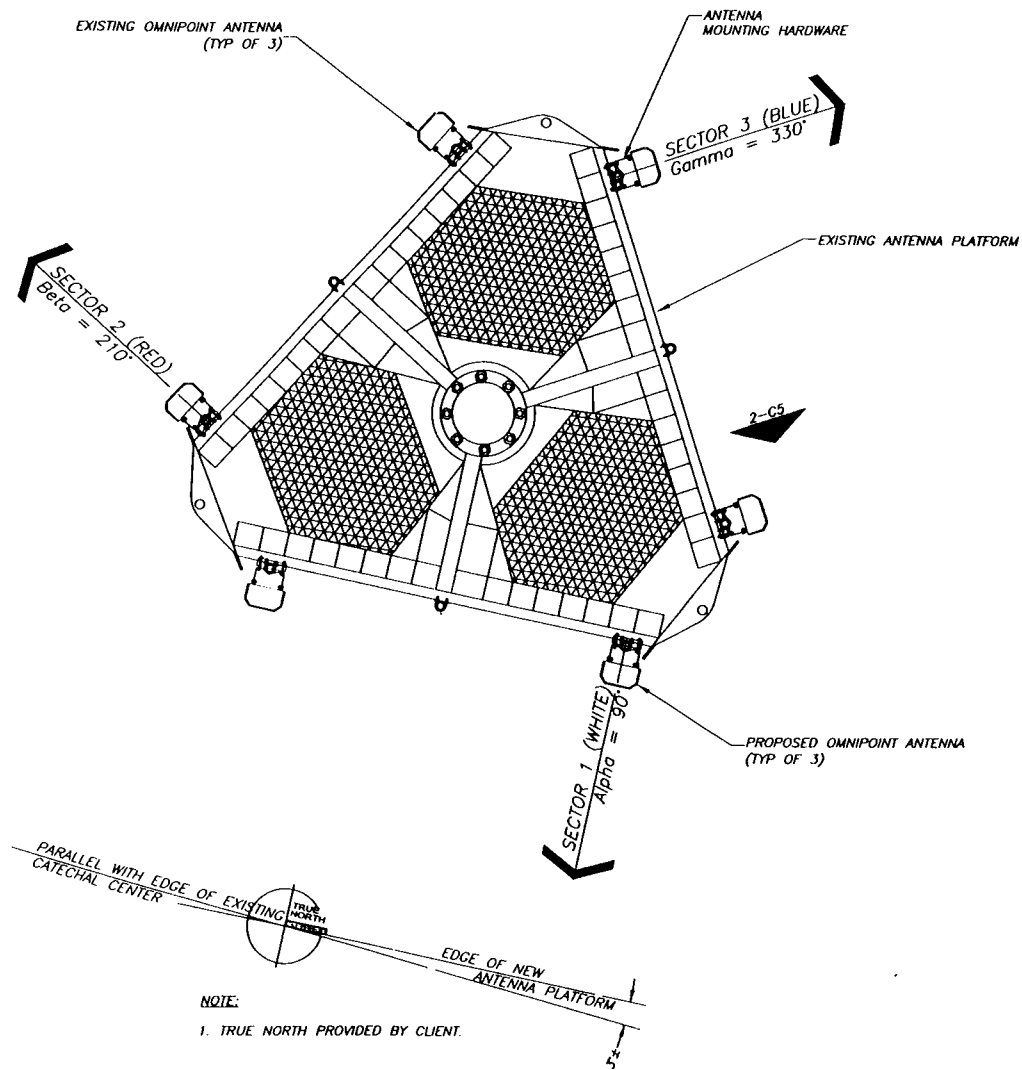 EXISTING OMNIPOINT ANTENNA
(TYP OF 3)
ANTENNA
MOUNTING HARDWARE
SECTOR 3 (BLUE)
Gamma = 330°
EXISTING ANTENNA PLATFORM
SECTOR 2 (RED)
Beta = 210°
2-C5
PROPOSED OMNIPOINT ANTENNA
(TYP OF 3)
SECTOR 1 (WHITE)
Alpha = 90°
PARALLEL WITH EDGE OF EXISTING
CATECHAL CENTER
TRUE
NORTH
EDGE OF NEW
ANTENNA PLATFORM
NOTE:
1. TRUE NORTH PROVIDED BY CLIENT.